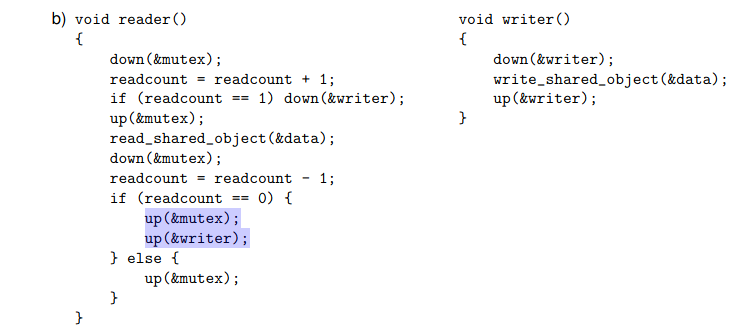 b) void reader()
{
down(&mutex);
readcount = readcount + 1;
if (readcount == 1) down(&writer);
up(&mutex);
read_shared_object(&data);
down(&mutex);
readcount = readcount - 1;
if (readcount == 0) {
up(&mutex);
up(&writer);
} else {
up(&mutex);
}
}
void writer()
{
down(&writer);
write_shared_object(&data);
up(&writer);
}